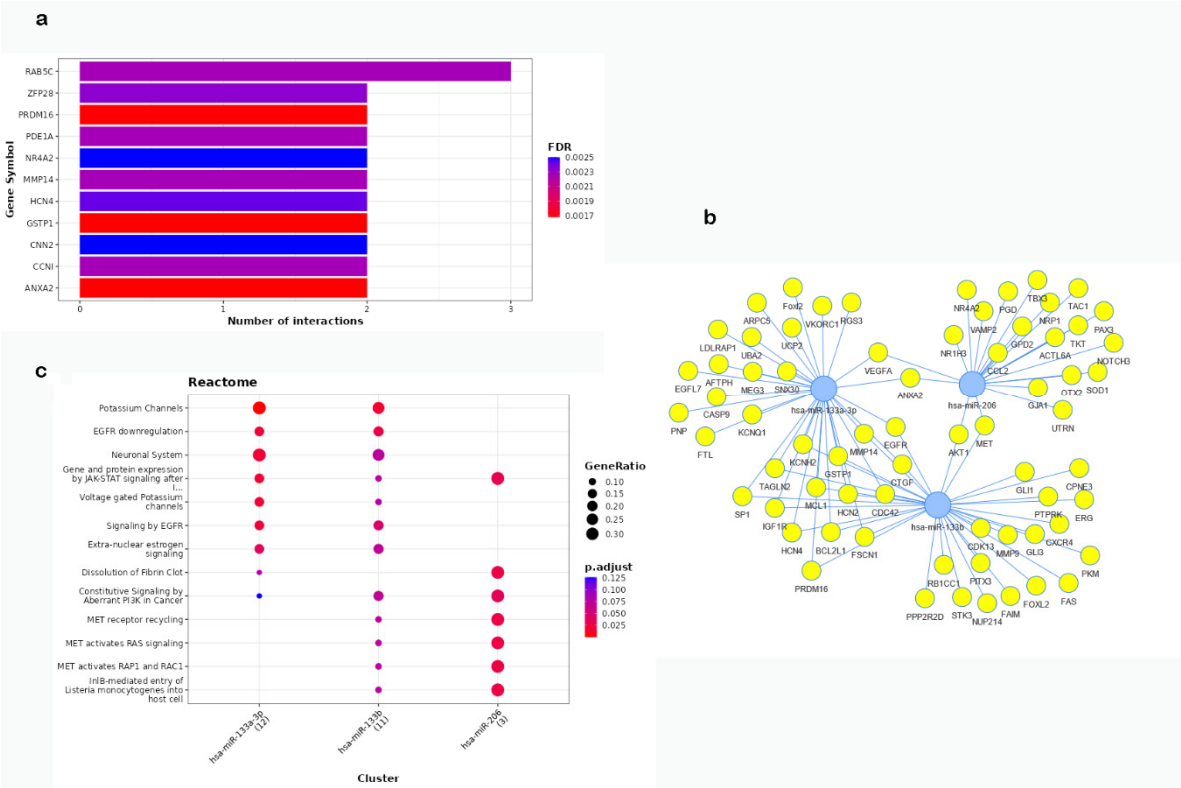 a
RAB5C
ZFP28
PRDM16
PDE1A
NR4A2
MMP14
HCN4
GSTP1
CNN2
CCNI
ANXA2
Gene Symbol
0
1
2
3
Number of interactions
FDR
0.0025
0.0023
0.0021
0.0019
0.0017
b
Foxl2
ARPC5
VKORC1
RGS3
LDLRAP1
UBA2
UCP2
EGFL7
AFTPH
MEG3
SNX30
CASP9
PNP
KCNQ1
FTL
hsa-miR-133a-3p
VEGFA
ANXA2
NR4A2
PGD
TBX3
TAC1
VAMP2
NRP1
PAX3
NR1H3
GPD2
TKT
CCL2
ACTL6A
NOTCH3
hsa-miR-206
OTX2
SOD1
GJA1
UTRN
EGFR
MET
AKT1
MMP14
KCNH2
GSTP1
CTGF
TAGLN2
MCL1
HCN2
CDC42
SP1
IGF1R
hsa-miR-133b
HCN4
BCL2L1
FSCN1
PRDM16
GLI1
CPNE3
PTPRK
ERG
CXCR4
CDK13
MMP9
GLI3
PKM
RB1CC1
PITX3
FOXL2
FAS
PPP2R2D
STK3
FAIM
NUP214
c
Reactome
Potassium Channels
EGFR downregulation
Neuronal System
Gene and protein expression
by JAK-STAT signaling after
I...
Voltage gated Potassium
channels
Signaling by EGFR
Extra-nuclear estrogen
signaling
Dissolution of Fibrin Clot
Constitutive Signaling by
Aberrant PI3K in Cancer
MET receptor recycling
MET activates RAS signaling
MET activates RAP1 and RAC1
InlB-mediated entry of
Listeria monocytogenes into
host cell
hsa-miR-133a-3p
(12)
hsa-miR-133b
(11)
hsa-miR-206
(3)
Cluster
GeneRatio
0.10
0.15
0.20
0.25
0.30
p.adjust
0.125
0.100
0.075
0.050
0.025